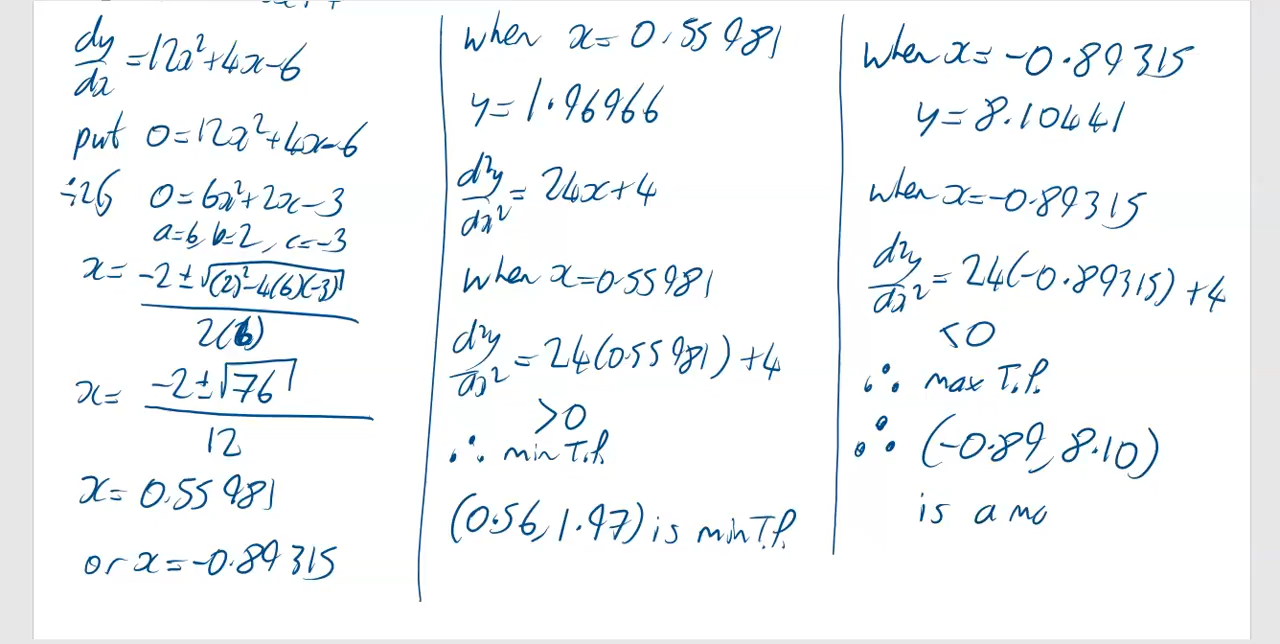 dy/dx = 12x²+4x-6
put 0=12x²+4x-6
÷2 0=6x²+2x-3
a=6, b=2, c=-3
x= (-2±√((2)²-4(6)(-3)))/2(6)
x= (-2±√76)/12
x= 0.55981
or x=-0.89315
when x=0.55981
y=1.96966
d²y/dx² = 24x+4
when x=0.55981
d²y/dx² = 24(0.55981)+4
>0
∴ min T.P.
(0.56, 1.97) is min T.P.
when x= -0.89315
y=8.10441
when x=-0.89315
d²y/dx² = 24(-0.89315)+4
<0
∴ max T.P.
∴ (-0.89, 8.10)
is a ma